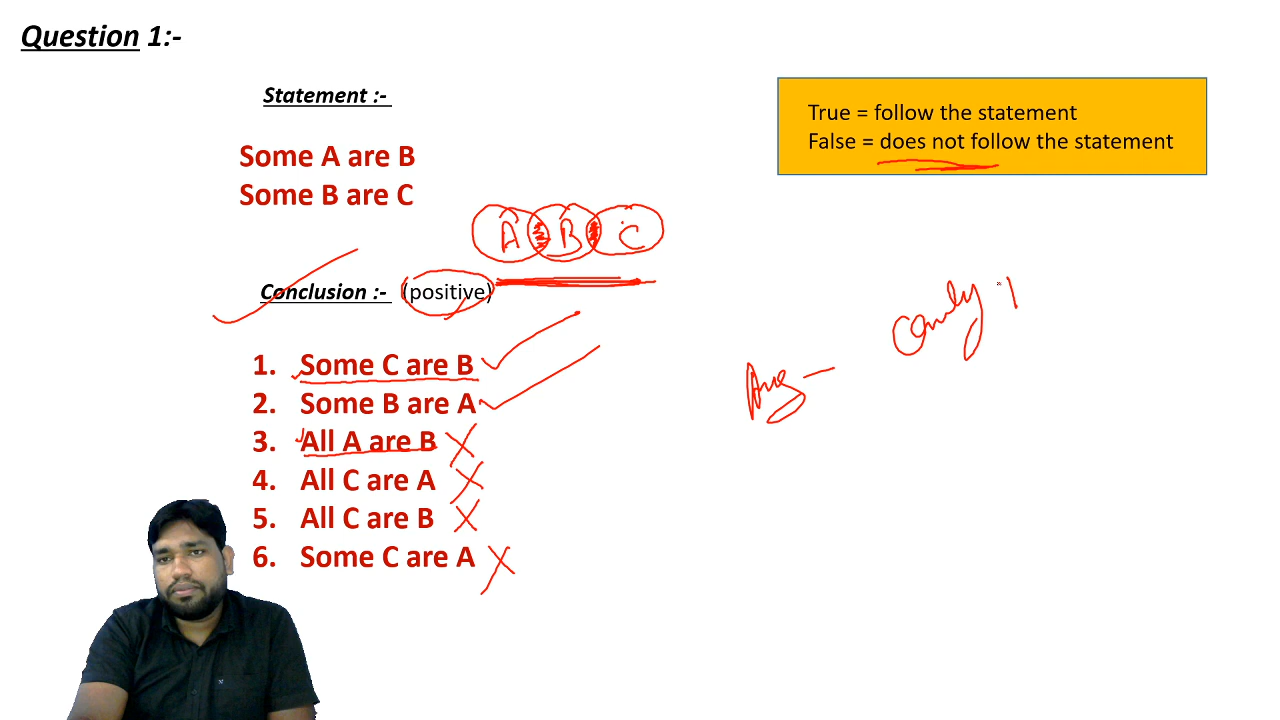 Question 1:-
Statement :-
True = follow the statement
False = does not follow the statement
Some A are B
Some B are C
A B C
Conclusion :- (positive)
1. Some C are B
2. Some B are A
3. All A are B
4. All C are A
5. All C are B
6. Some C are A
Ans - only 1